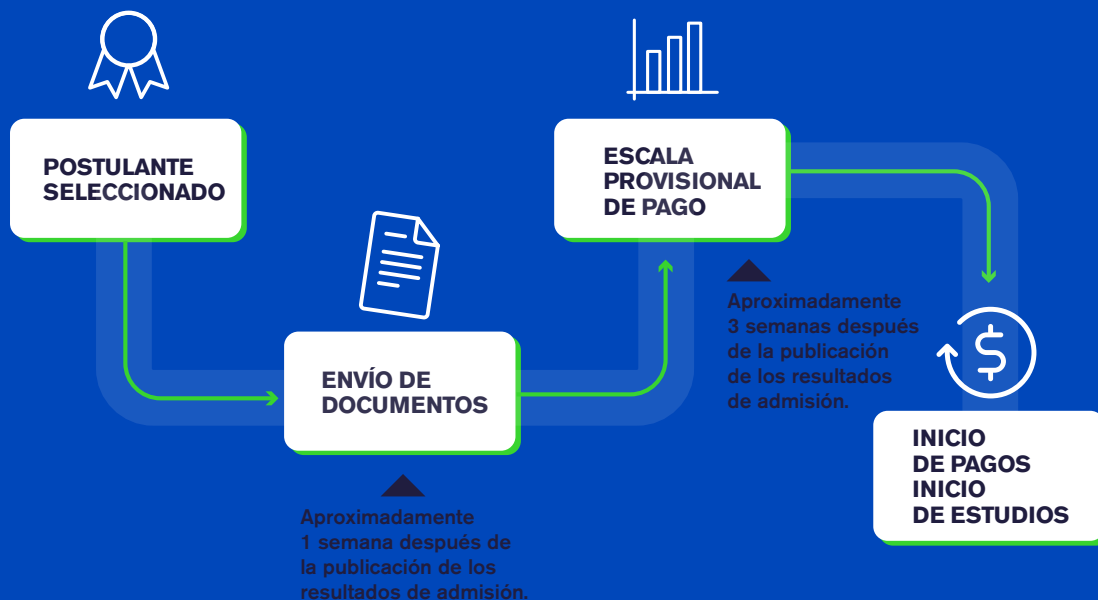 POSTULANTE
SELECCIONADO
ENVÍO DE
DOCUMENTOS
Aproximadamente
1 semana después de
la publicación de los
resultados de admisión.
ESCALA
PROVISIONAL
DE PAGO
Aproximadamente
3 semanas después
de la publicación
de los resultados
de admisión.
$
INICIO
DE PAGOS
INICIO
DE ESTUDIOS